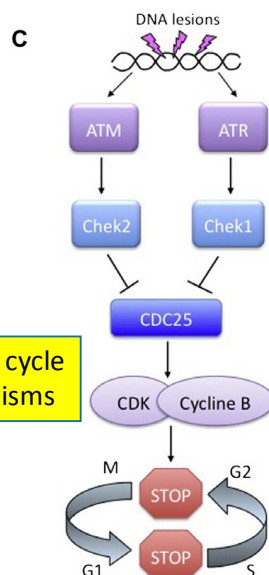 C
DNA lesions
ATM
ATR
Chek2
Chek1
CDC25
cycle
isms
CDK
Cycline B
M
G2
STOP
STOP
G1
S